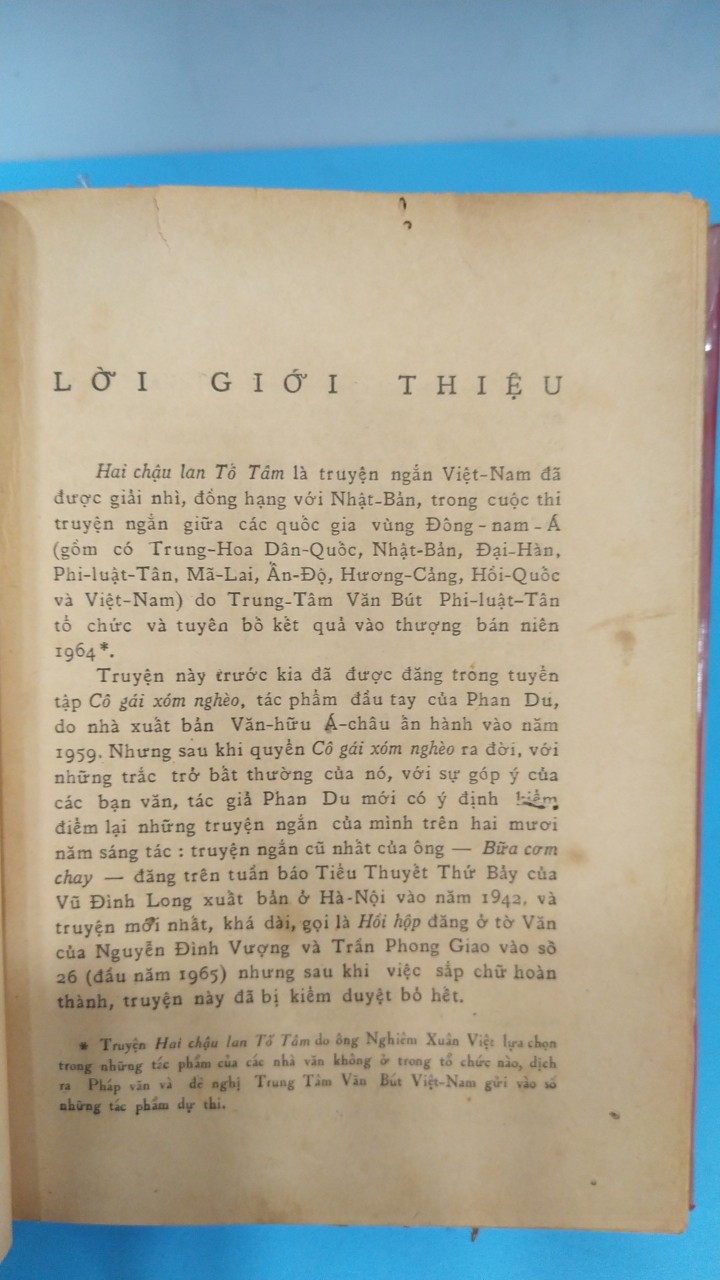 LỜI GIỚI THIỆU
Hai chậu lan Tố Tâm là truyện ngắn Việt-Nam đã
được giải nhì, đồng hạng với Nhật-Bản, trong cuộc thi
truyện ngắn giữa các quốc gia vùng Đông-nam-Á
(gồm có Trung-Hoa Dân-Quốc, Nhật-Bản, Đại-Hàn,
Phi-luật-Tân, Mã-Lai, Ấn-Độ, Hương-Cảng, Hồi-Quốc
và Việt-Nam) do Trung-Tâm Văn Bút Phi-luật-Tân
tổ chức và tuyên bố kết quả vào thượng bán niên
1964*.
Truyện này trước kia đã được đăng trong tuyển
tập Cô gái xóm nghèo, tác phẩm đầu tay của Phan Du,
do nhà xuất bản Văn-hữu Á-châu ấn hành vào năm
1959. Nhưng sau khi quyển Cô gái xóm nghèo ra đời, với
những trắc trở bất thường của nó, với sự góp ý của
các bạn văn, tác giả Phan Du mới có ý định kiểm
điểm lại những truyện ngắn của mình trên hai mươi
năm sáng tác : truyện ngắn cũ nhất của ông — Bữa cơm
chay — đăng trên tuần báo Tiểu Thuyết Thứ Bảy của
Vũ Đình Long xuất bản ở Hà-Nội vào năm 1942, và
truyện mới nhất, khá dài, gọi là Hồi hộp đăng ở tờ Văn
của Nguyễn Đình Vượng và Trần Phong Giao vào số
26 (đầu năm 1965) nhưng sau khi việc sắp chữ hoàn
thành, truyện này đã bị kiểm duyệt bỏ hết.
* Truyện Hai chậu lan Tố Tâm do ông Nghiêm Xuân Việt lựa chọn
trong những tác phẩm của các nhà văn không ở trong tổ chức nào, dịch
ra Pháp văn và đề nghị Trung Tâm Văn Bút Việt-Nam gửi vào số
những tác phẩm dự thi.